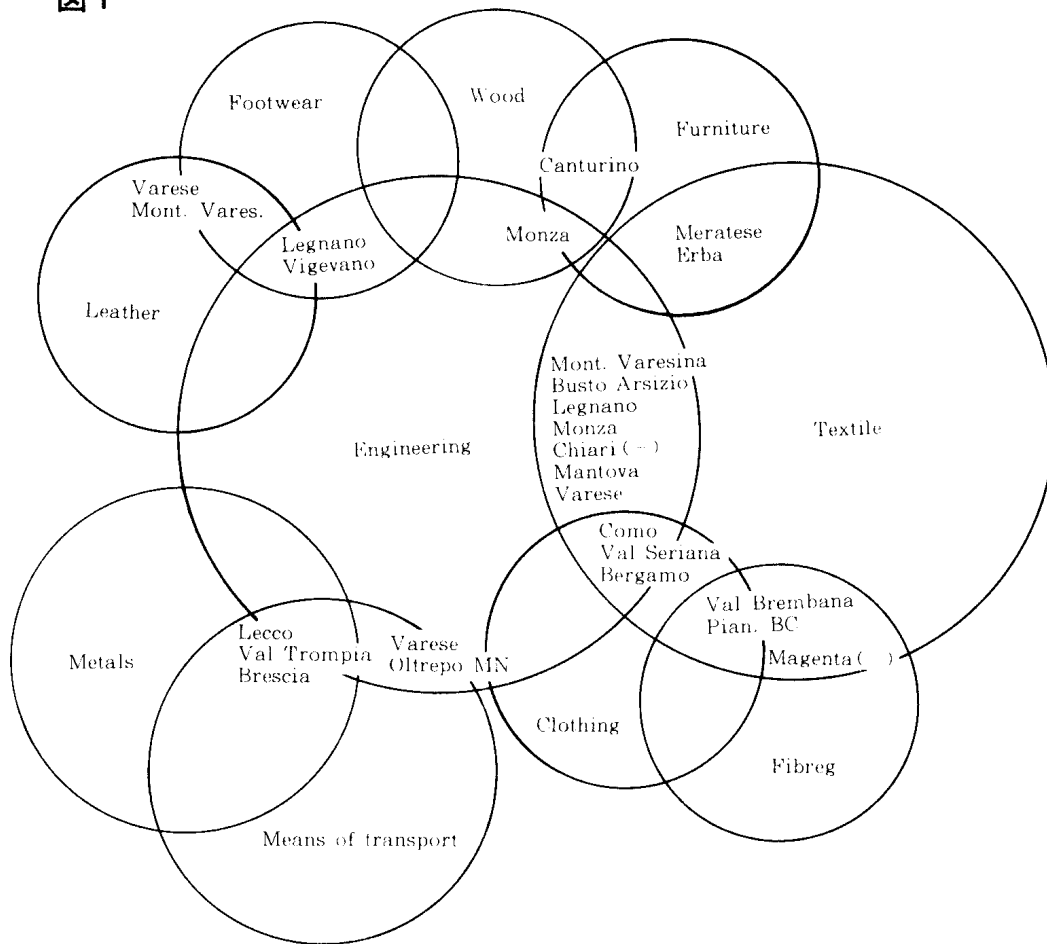 図1
Wood
Footwear
Furniture
Canturino
Varese
Mont. Vares.
Monza
Meratese
Erba
Legnano
Vigevano
Leather
Mont. Varesina
Busto Arsizio
Legnano
Monza
Chiari (-)
Mantova
Varese
Engineering
Textile
Como
Val Seriana
Bergamo
Val Brembana
Pian. BC
Magenta ( )
Lecco
Val Trompia
Brescia
Varese
Oltrepo MN
Metals
Clothing
Fibreg
Means of transport